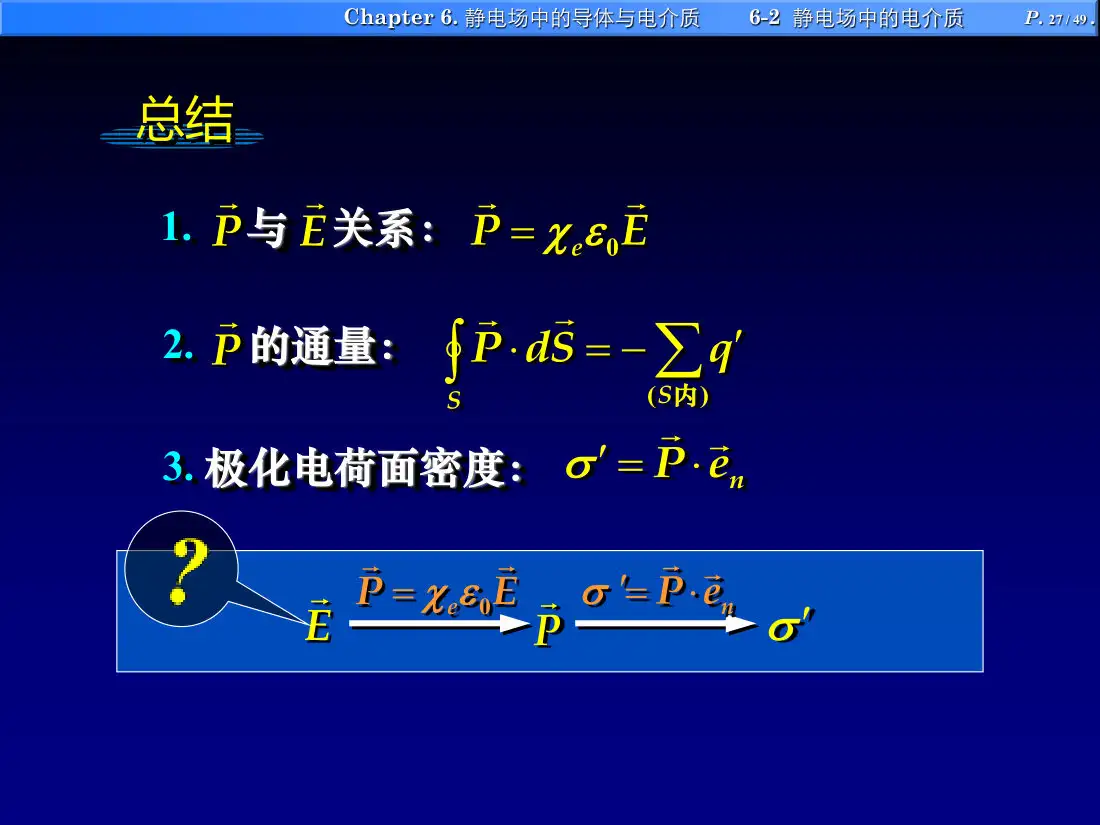 Chapter 6. 静电场中的导体与电介质 6-2 静电场中的电介质 P. 27 / 49 .
总结
1. P⃗ 与 E⃗ 关系： P⃗ = χₑε₀E⃗
2. P⃗ 的通量： ∮_S P⃗ · dS⃗ = − ∑_(S内) q′
3. 极化电荷面密度： σ′ = P⃗ · e⃗ₙ
?
P⃗ = χₑε₀E⃗ σ′ = P⃗ · e⃗ₙ
E⃗ P⃗ σ′